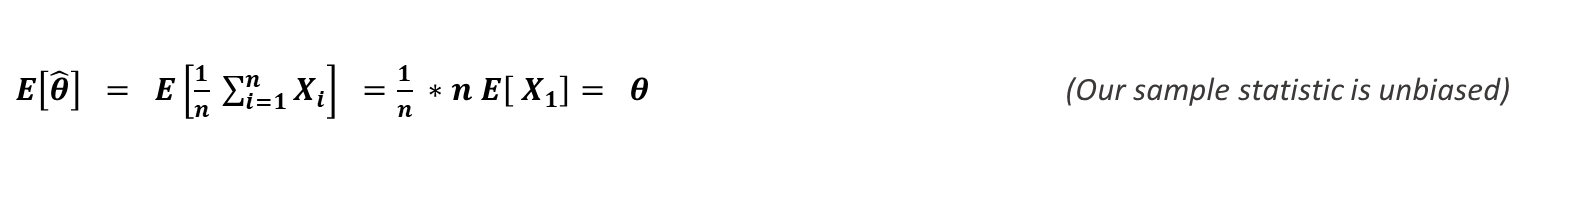 E[θ̂] = E[1/n ∑ⁿᵢ₌₁ Xᵢ] = 1/n * n E[ X₁] = θ (Our sample statistic is unbiased)